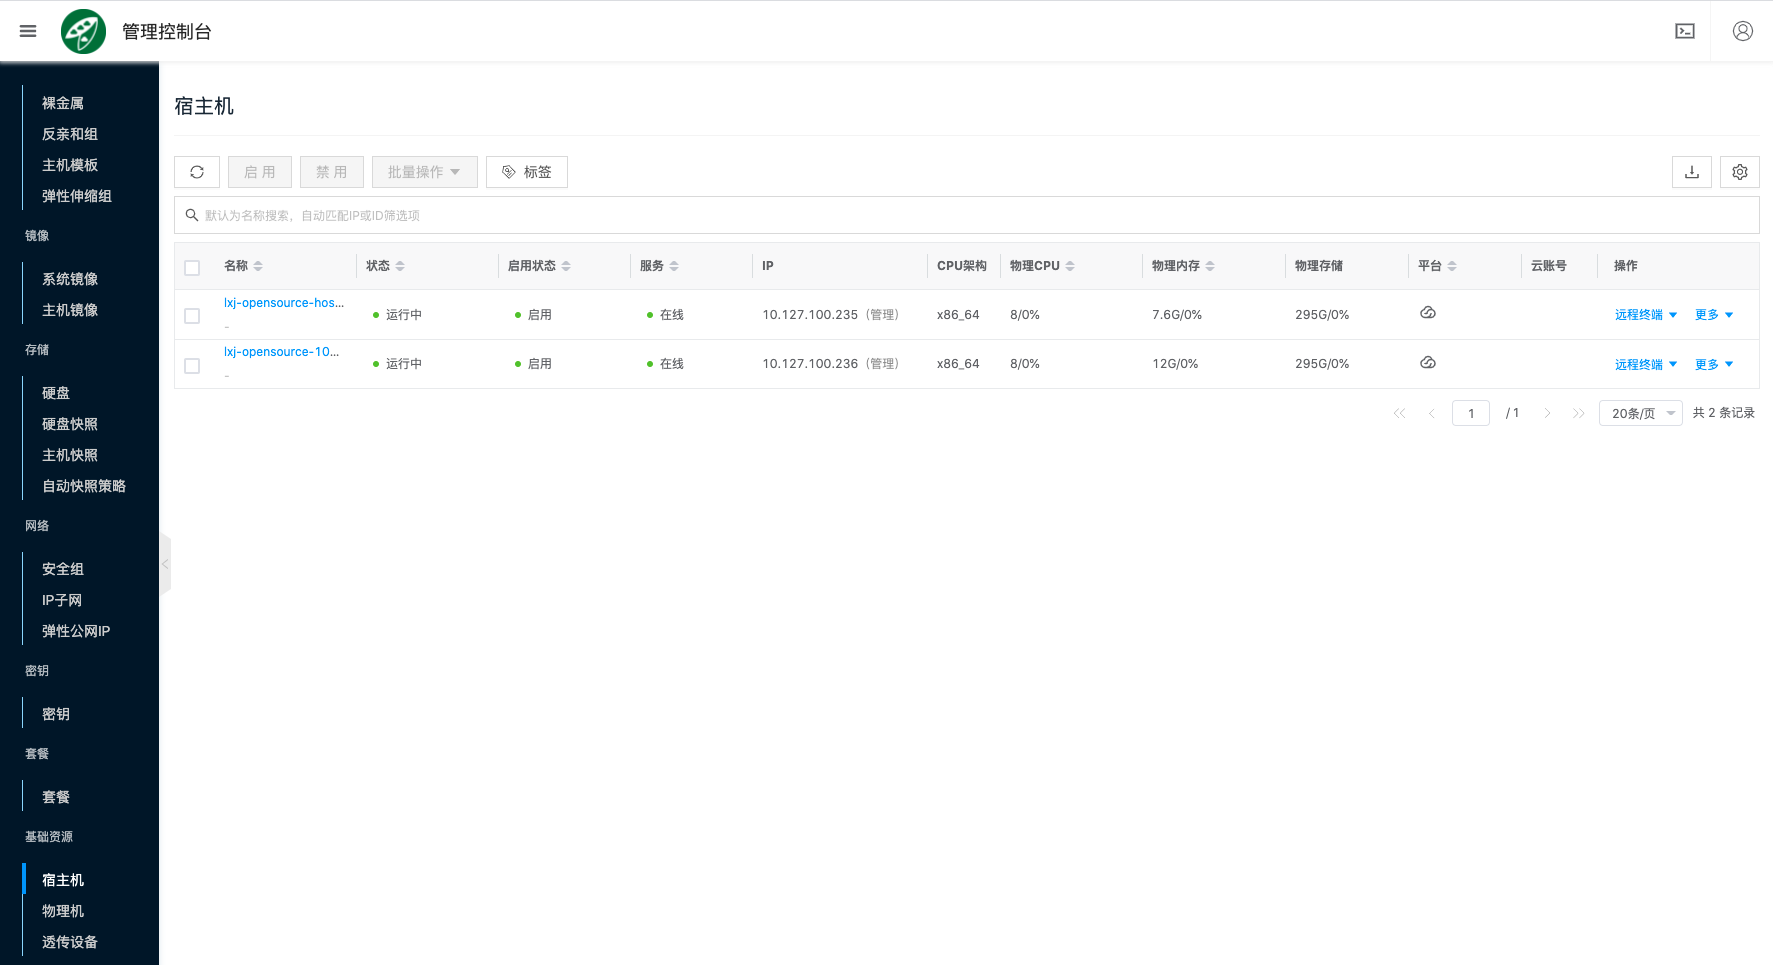 管理控制台
裸金属
反亲和组
主机模板
弹性伸缩组
镜像
系统镜像
主机镜像
存储
硬盘
硬盘快照
主机快照
自动快照策略
网络
安全组
IP子网
弹性公网IP
密钥
密钥
套餐
套餐
基础资源
宿主机
物理机
透传设备
宿主机
启 用 禁 用 批量操作 标签
默认为名称搜索，自动匹配IP或ID筛选项
名称 状态 启用状态 服务 IP CPU架构 物理CPU 物理内存 物理存储 平台 云账号 操作
lxj-opensource-hos... 运行中 启用 在线 10.127.100.235（管理） x86_64 8/0% 7.6G/0% 295G/0% 远程终端 更多
-
lxj-opensource-10... 运行中 启用 在线 10.127.100.236（管理） x86_64 8/0% 12G/0% 295G/0% 远程终端 更多
-
1 / 1 20条/页 共 2 条记录